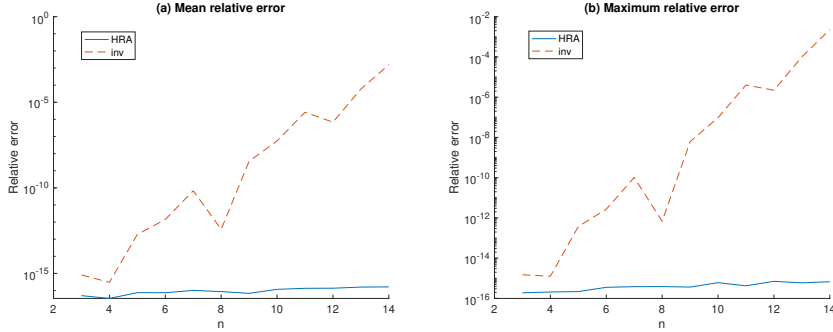 (a) Mean relative error
10^0
10^-5
10^-10
10^-15
Relative error
HRA
inv
2 4 6 8 10 12 14
n
(b) Maximum relative error
10^-2
10^-4
10^-6
10^-8
10^-10
10^-12
10^-14
10^-16
Relative error
HRA
inv
2 4 6 8 10 12 14
n